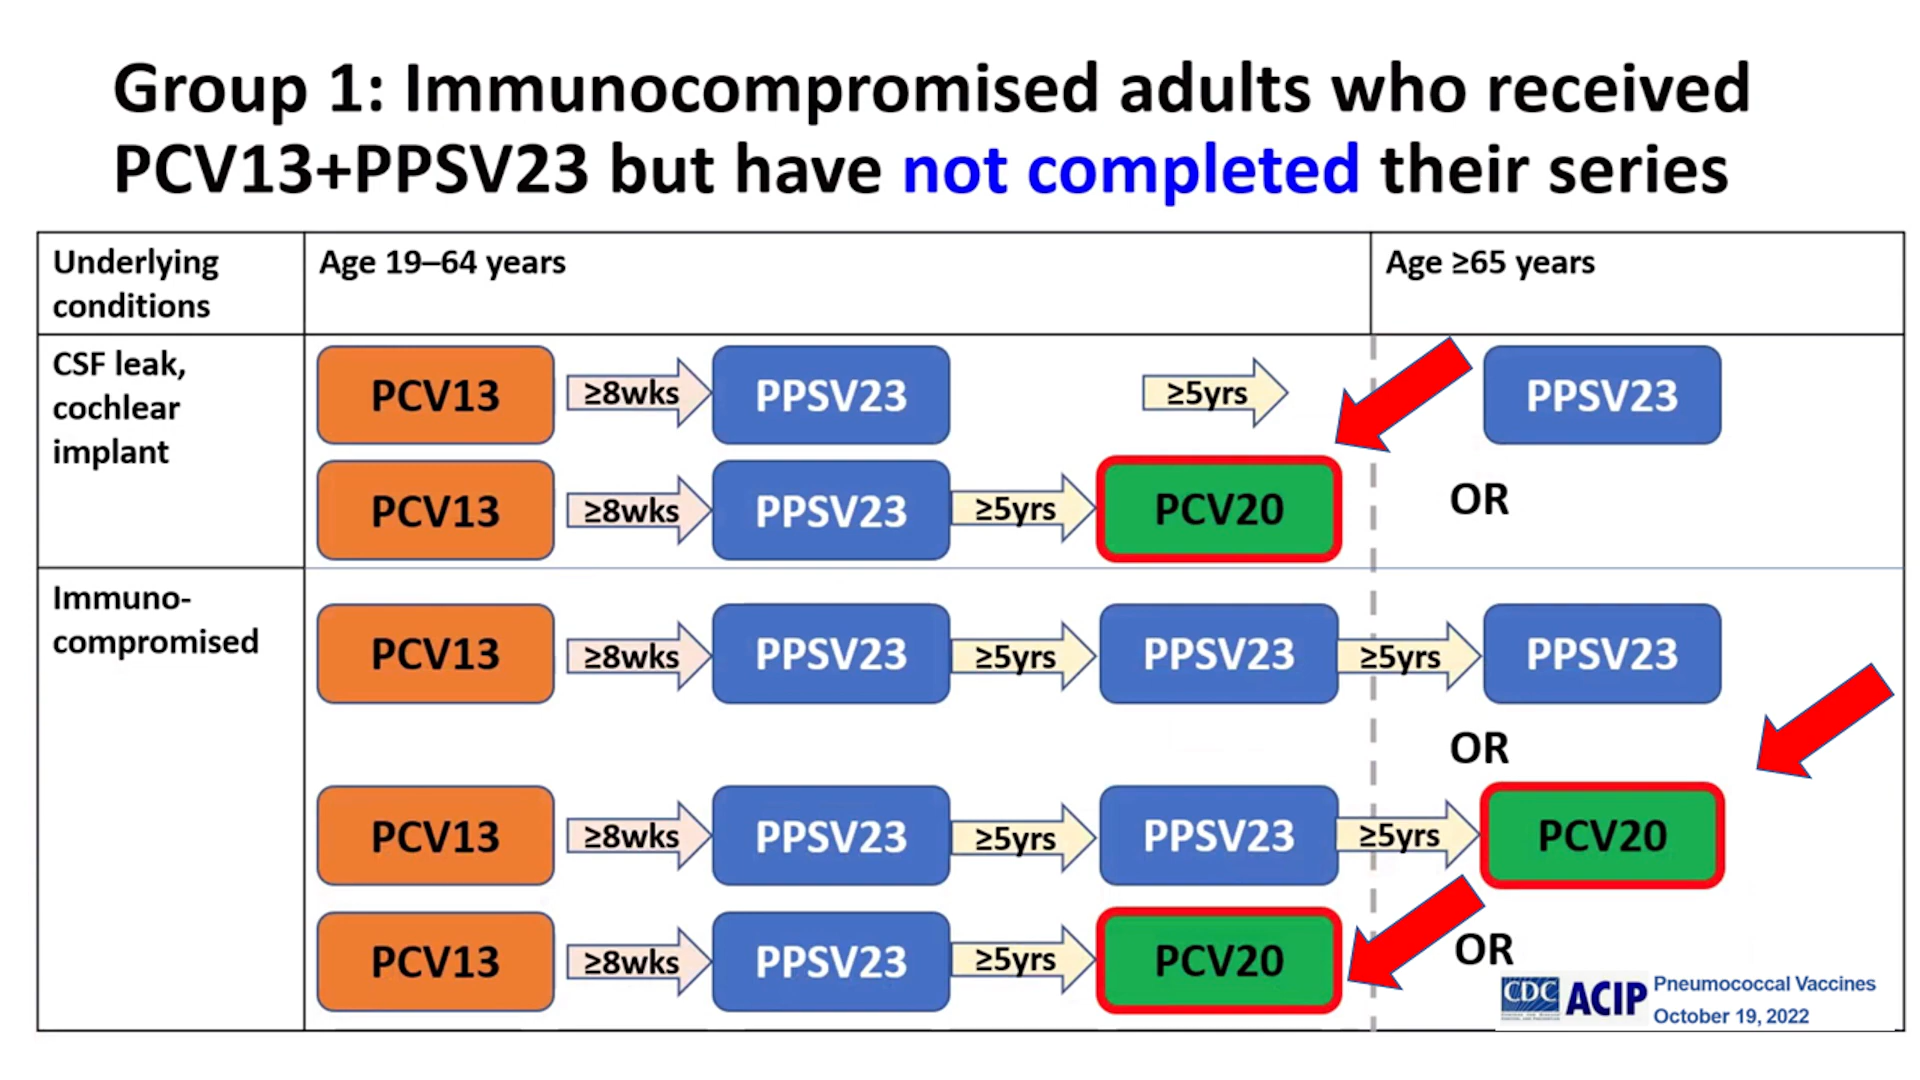 Group 1: Immunocompromised adults who received
PCV13+PPSV23 but have not completed their series
Underlying
conditions
Age 19–64 years
Age ≥65 years
CSF leak,
cochlear
implant
PCV13 ≥8wks PPSV23 ≥5yrs PPSV23
PCV13 ≥8wks PPSV23 ≥5yrs PCV20 OR
Immuno-
compromised
PCV13 ≥8wks PPSV23 ≥5yrs PPSV23 ≥5yrs PPSV23
OR
PCV13 ≥8wks PPSV23 ≥5yrs PPSV23 ≥5yrs PCV20
PCV13 ≥8wks PPSV23 ≥5yrs PCV20 OR
CDC ACIP
Pneumococcal Vaccines
October 19, 2022